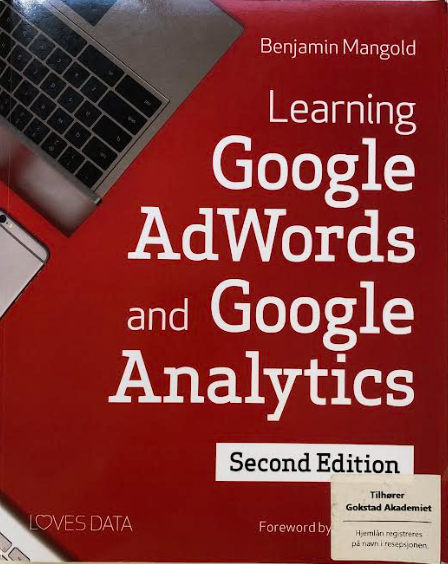 Benjamin Mangold
Learning
Google
AdWords
and Google
Analytics
Second Edition
LOVES DATA
Foreword by
Tilhører
Gokstad Akademiet
Hjemlån registreres
på navn i resepsjonen.